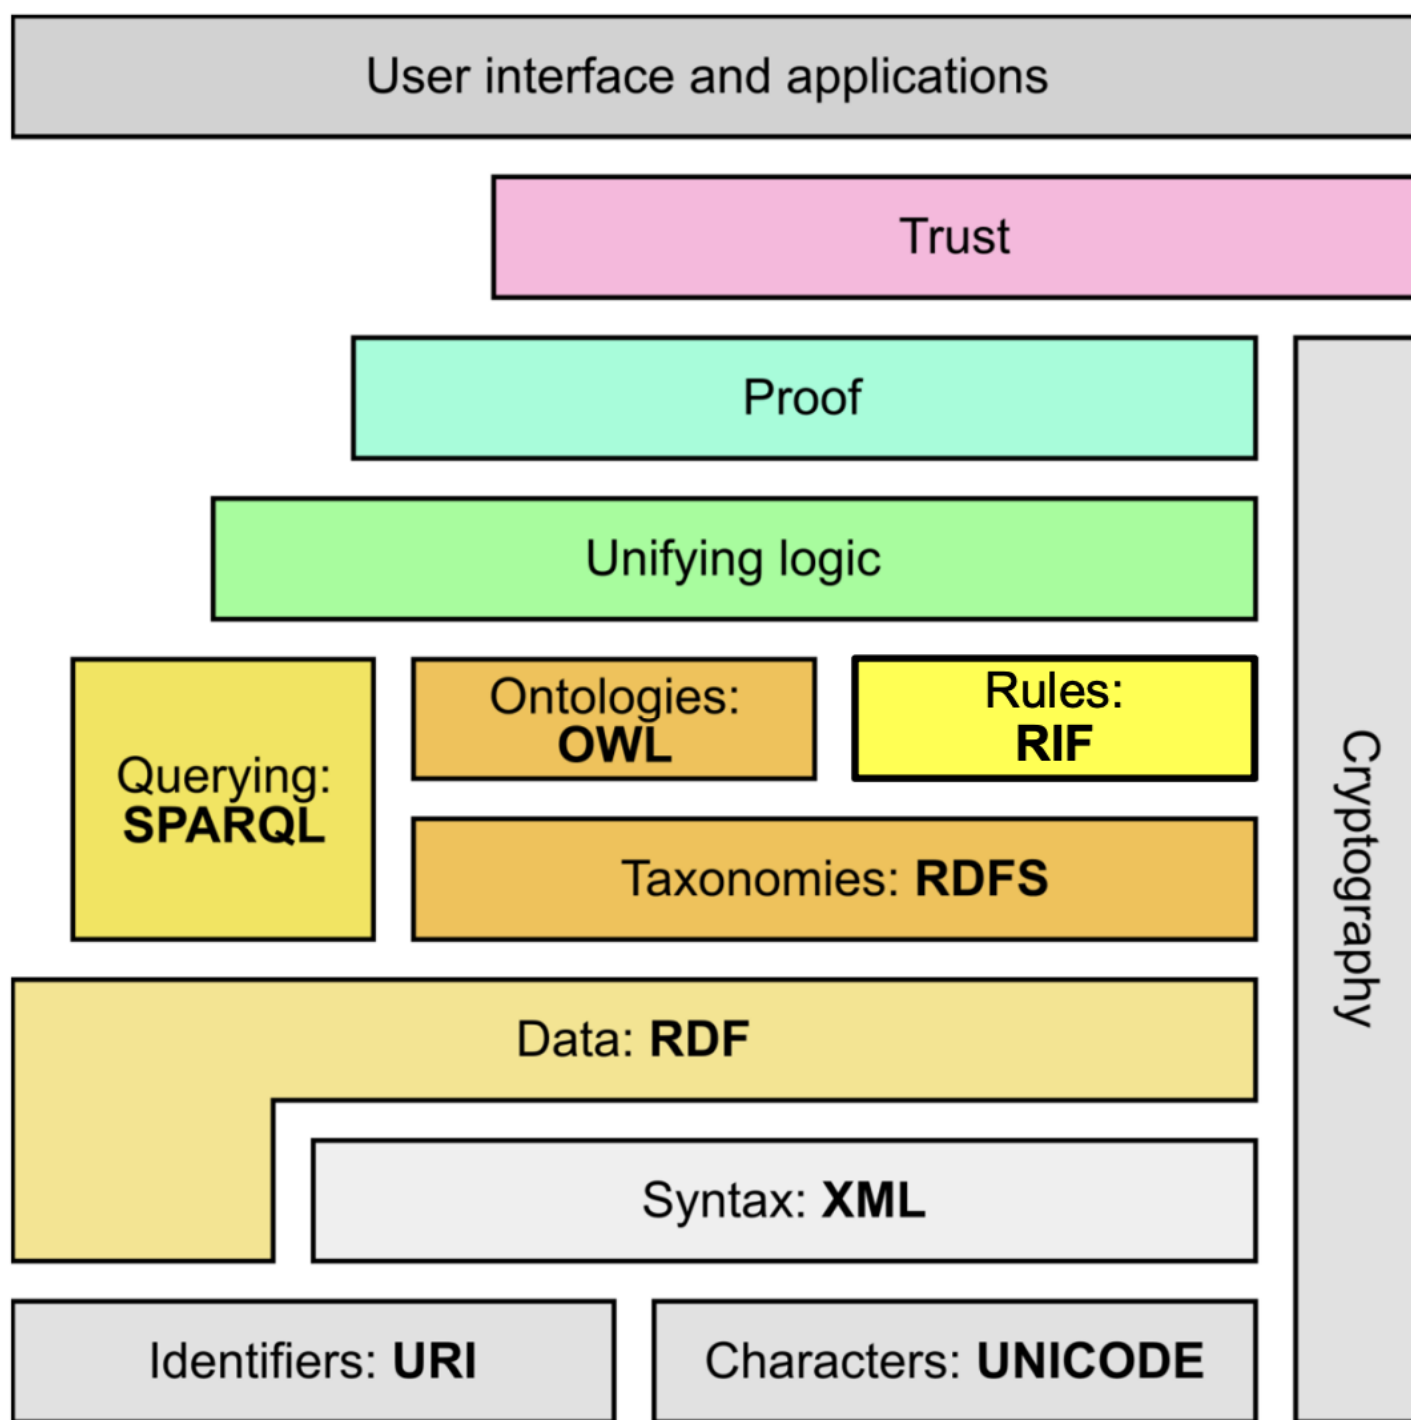 User interface and applications
Trust
Proof
Unifying logic
Ontologies:
OWL
Rules:
RIF
Querying:
SPARQL
Taxonomies: RDFS
Cryptography
Data: RDF
Syntax: XML
Identifiers: URI
Characters: UNICODE